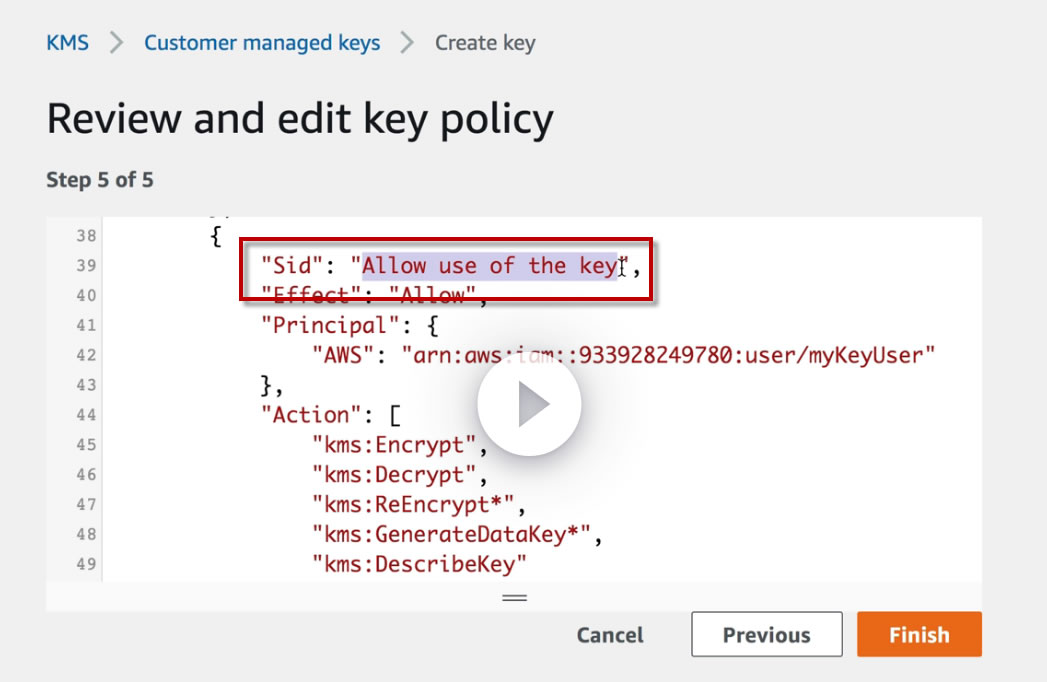 KMS > Customer managed keys > Create key
Review and edit key policy
Step 5 of 5
38 {
39 "Sid": "Allow use of the key",
40 "Effect": "Allow",
41 "Principal": {
42 "AWS": "arn:aws:iam::933928249780:user/myKeyUser"
43 },
44 "Action": [
45 "kms:Encrypt",
46 "kms:Decrypt",
47 "kms:ReEncrypt*",
48 "kms:GenerateDataKey*",
49 "kms:DescribeKey"
Cancel Previous Finish